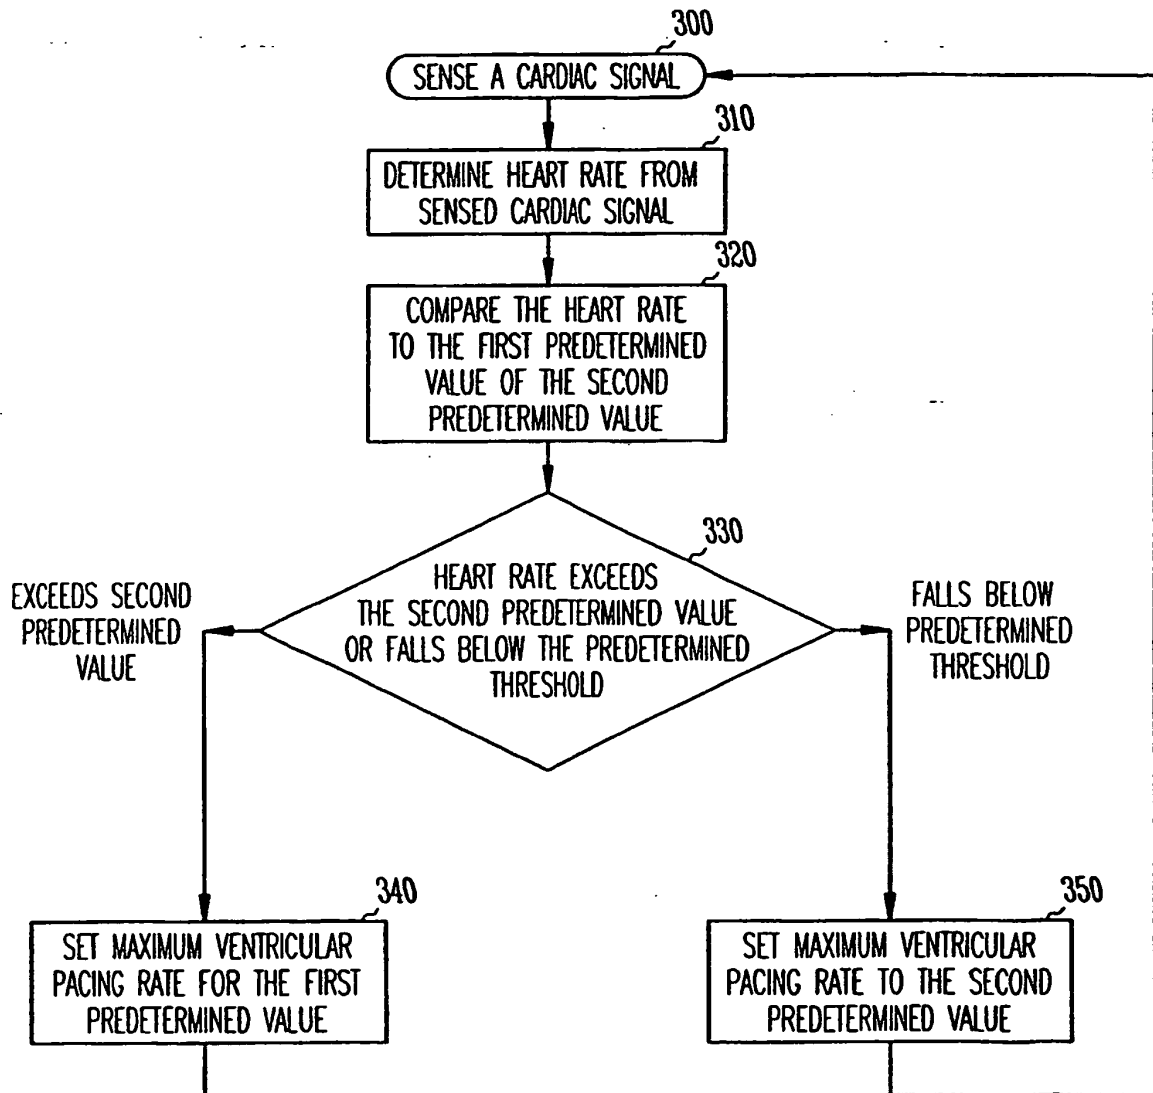 300
SENSE A CARDIAC SIGNAL
310
DETERMINE HEART RATE FROM
SENSED CARDIAC SIGNAL
320
COMPARE THE HEART RATE
TO THE FIRST PREDETERMINED
VALUE OF THE SECOND
PREDETERMINED VALUE
330
HEART RATE EXCEEDS
THE SECOND PREDETERMINED VALUE
OR FALLS BELOW THE PREDETERMINED
THRESHOLD
EXCEEDS SECOND
PREDETERMINED
VALUE
FALLS BELOW
PREDETERMINED
THRESHOLD
340
SET MAXIMUM VENTRICULAR
PACING RATE FOR THE FIRST
PREDETERMINED VALUE
350
SET MAXIMUM VENTRICULAR
PACING RATE TO THE SECOND
PREDETERMINED VALUE